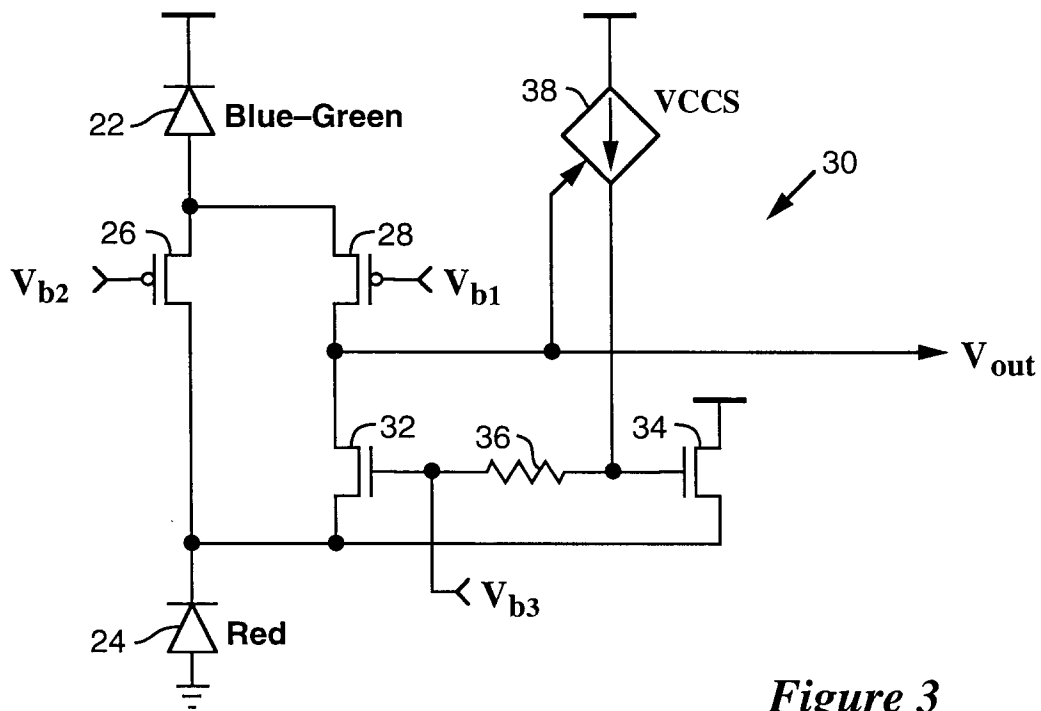 38
VCCS
22
Blue–Green
30
26
28
Vb2
Vb1
Vout
32
36
34
Vb3
24
Red
Figure 3